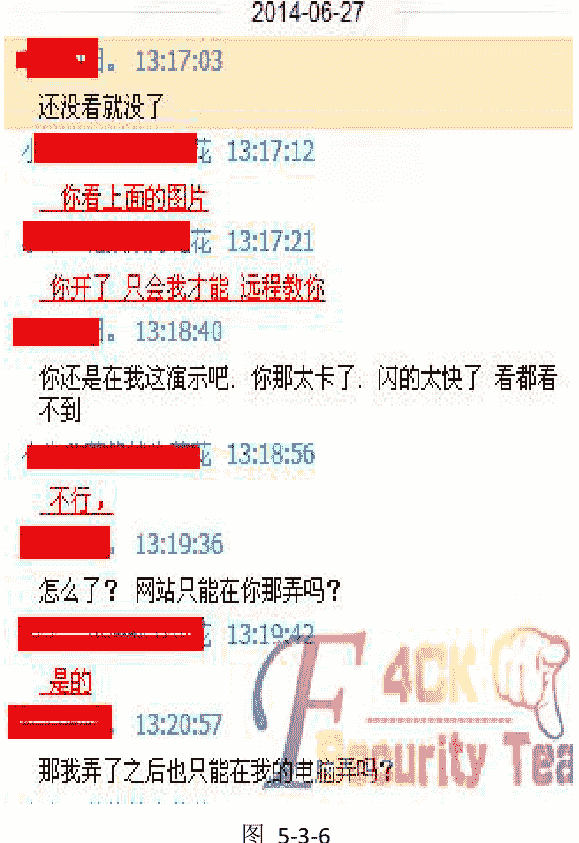 2014-06-27
。 13:17:03
还没看就没了
花 13:17:12
你看上面的图片
花 13:17:21
你开了 只会我才能 远程教你
。 13:18:40
你还是在我这演示吧. 你那太卡了. 闪的太快了 看都看
不到
花 13:18:56
不行，
13:19:36
怎么了? 网站只能在你那弄吗?
13:19:42
是的
13:20:57
那我弄了之后也只能在我的电脑弄吗?
F4CK
Security Tea
图 5-3-6